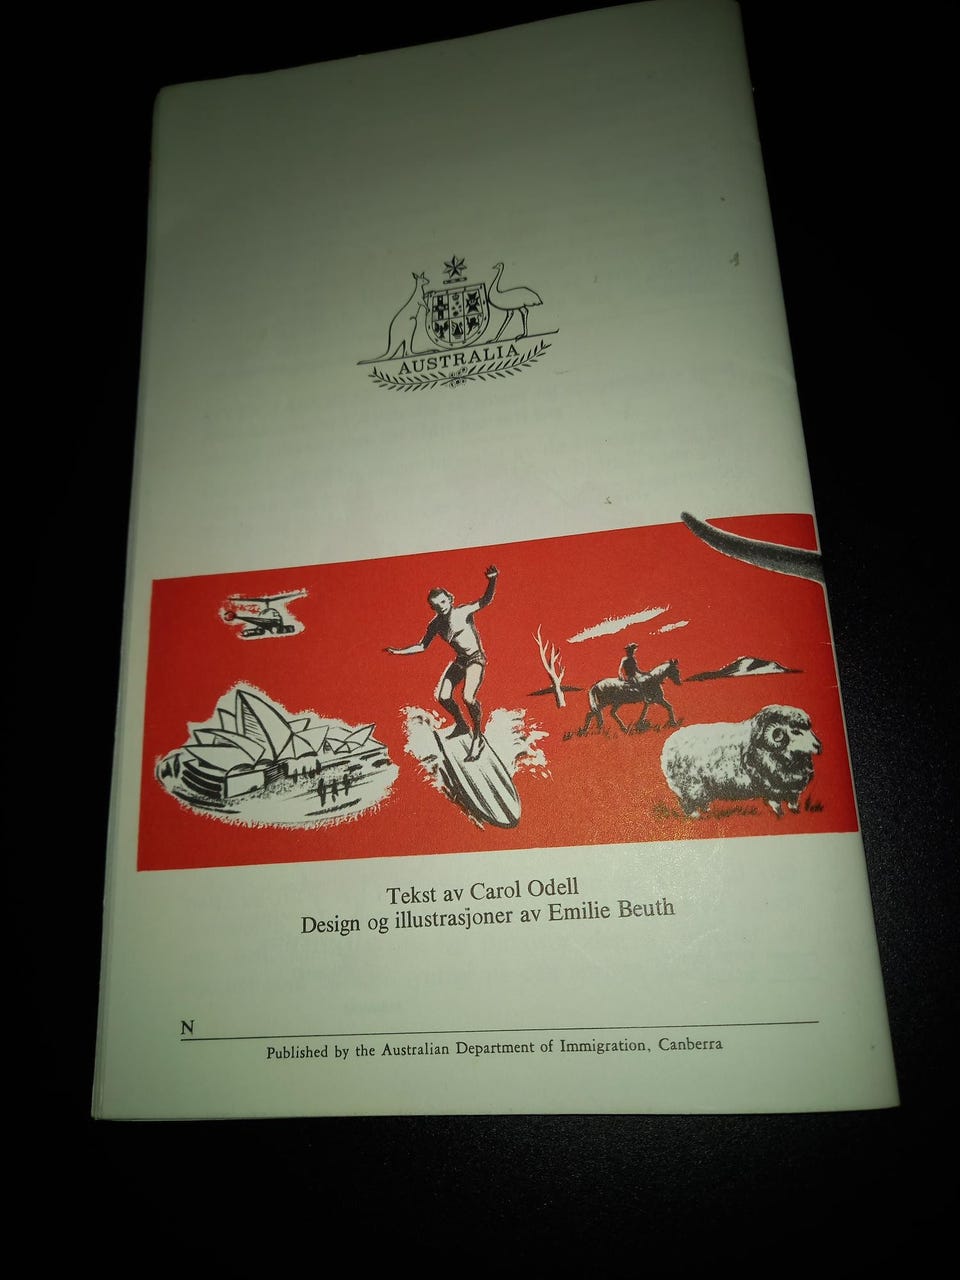 AUSTRALIA
Tekst av Carol Odell
Design og illustrasjoner av Emilie Beuth
N
Published by the Australian Department of Immigration, Canberra